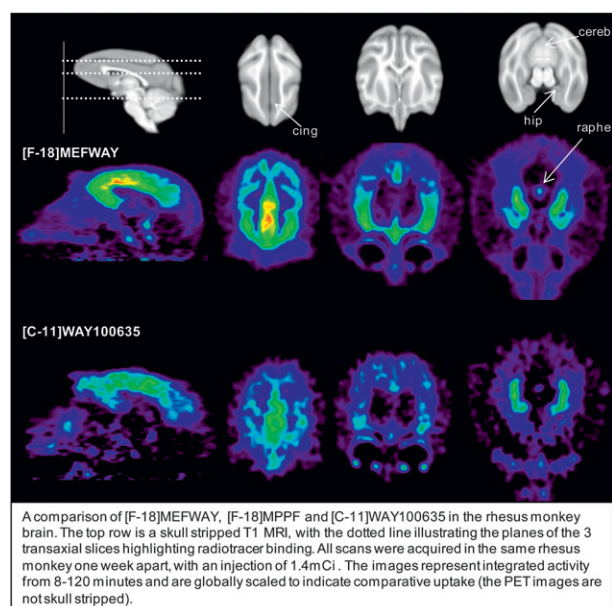 cereb
cing
hip
raphe
[F-18]MEFWAY
[C-11]WAY100635
A comparison of [F-18]MEFWAY, [F-18]MPPF and [C-11]WAY100635 in the rhesus monkey
brain. The top row is a skull stripped T1 MRI, with the dotted line illustrating the planes of the 3
transaxial slices highlighting radiotracer binding. All scans were acquired in the same rhesus
monkey one week apart, with an injection of 1.4mCi . The images represent integrated activity
from 8-120 minutes and are globally scaled to indicate comparative uptake (the PET images are
not skull stripped).